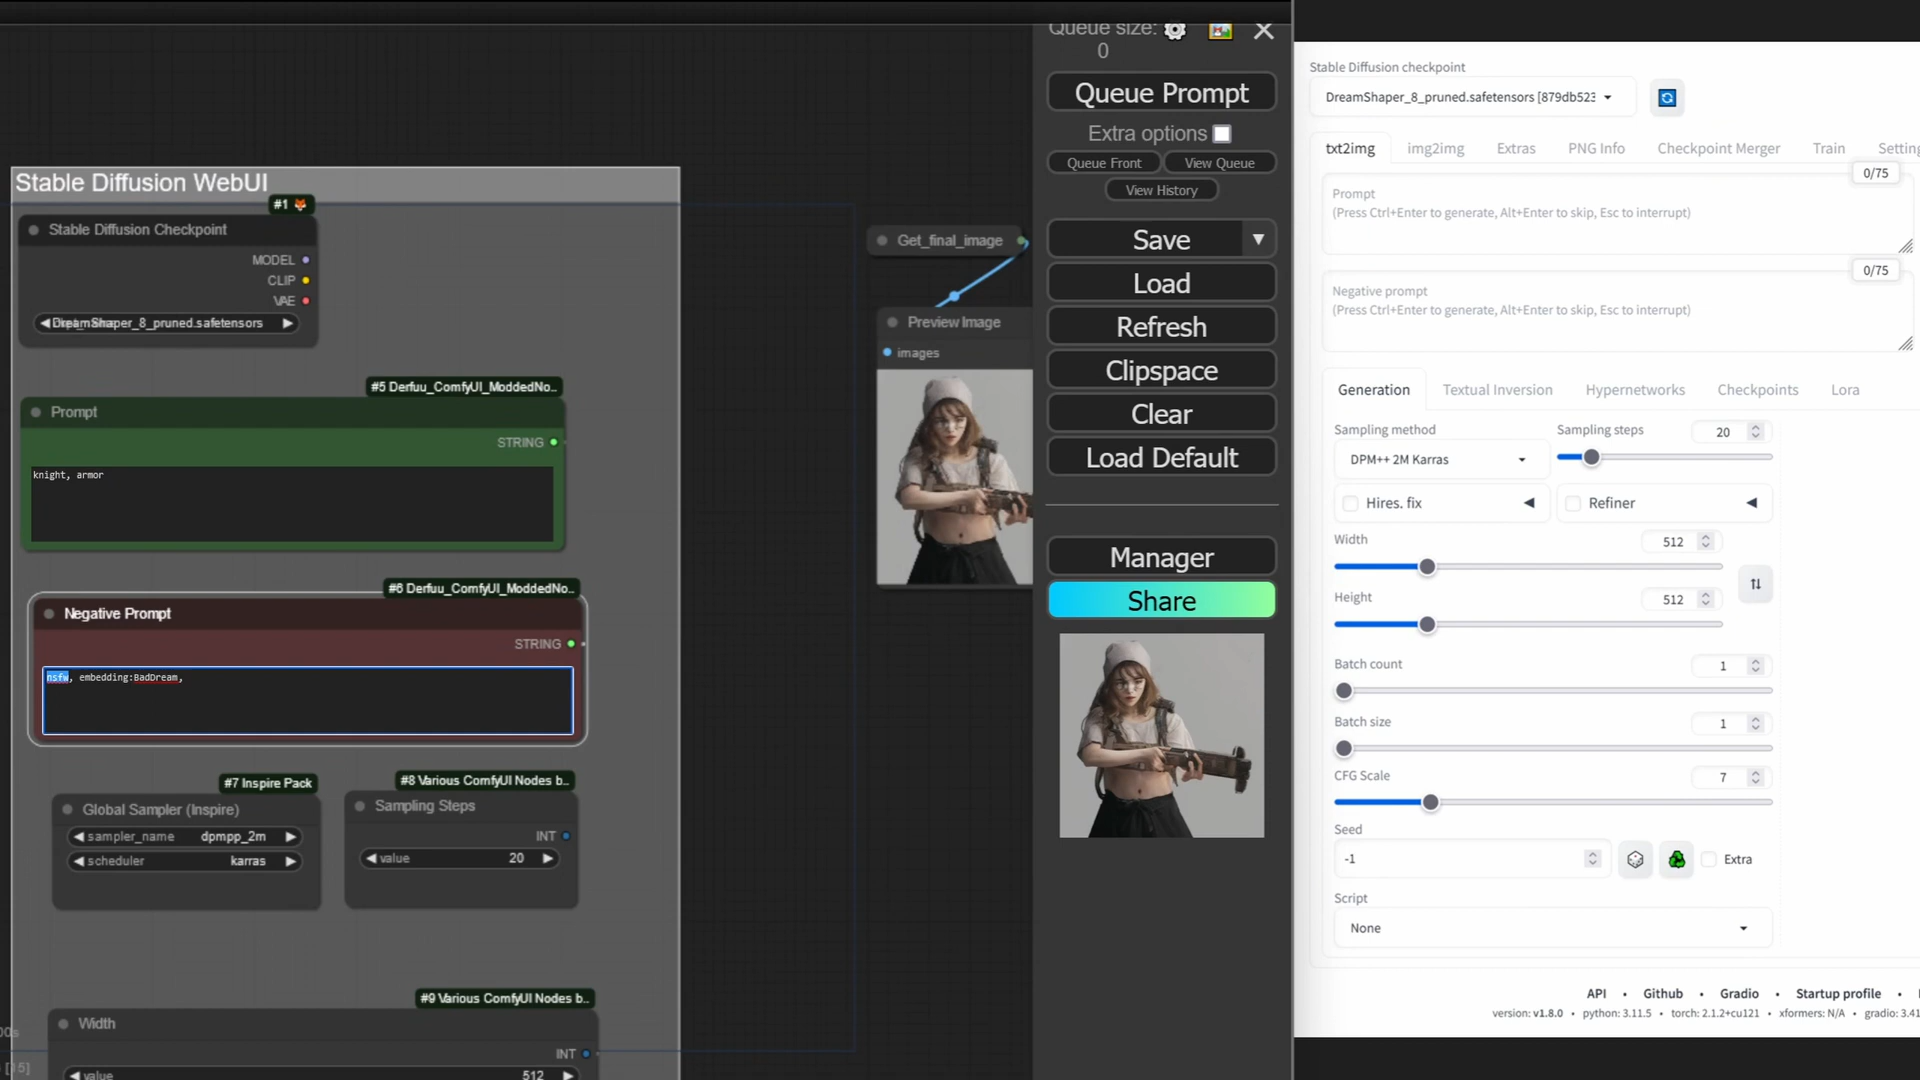 Queue size:
0
Queue Prompt
Extra options
Queue Front
View Queue
View History
Save
▼
Load
Refresh
Clipspace
Clear
Load Default
Manager
Share
Stable Diffusion WebUI
#1
Stable Diffusion Checkpoint
MODEL
CLIP
VAE
DreamShaper_8_pruned.safetensors
#5 Derfuu_ComfyUI_ModdedNo..
Prompt
STRING
knight, armor
#6 Derfuu_ComfyUI_ModdedNo..
Negative Prompt
STRING
nsfw, embedding:BadDream,
#7 Inspire Pack
Global Sampler (Inspire)
sampler_name dpmpp_2m
scheduler karras
#8 Various ComfyUI Nodes b..
Sampling Steps
INT
value 20
#9 Various ComfyUI Nodes b..
Width
INT
value 512
[15]
Get_final_image
Preview Image
images
Stable Diffusion checkpoint
DreamShaper_8_pruned.safetensors [879db523
txt2img img2img Extras PNG Info Checkpoint Merger Train Setting
0/75
Prompt
(Press Ctrl+Enter to generate, Alt+Enter to skip, Esc to interrupt)
0/75
Negative prompt
(Press Ctrl+Enter to generate, Alt+Enter to skip, Esc to interrupt)
Generation Textual Inversion Hypernetworks Checkpoints Lora
Sampling method
DPM++ 2M Karras
Sampling steps
20
Hires. fix
Refiner
Width
512
Height
512
Batch count
1
Batch size
1
CFG Scale
7
Seed
-1
Extra
Script
None
API • Github • Gradio • Startup profile •
version: v1.8.0 • python: 3.11.5 • torch: 2.1.2+cu121 • xformers: N/A • gradio: 3.41